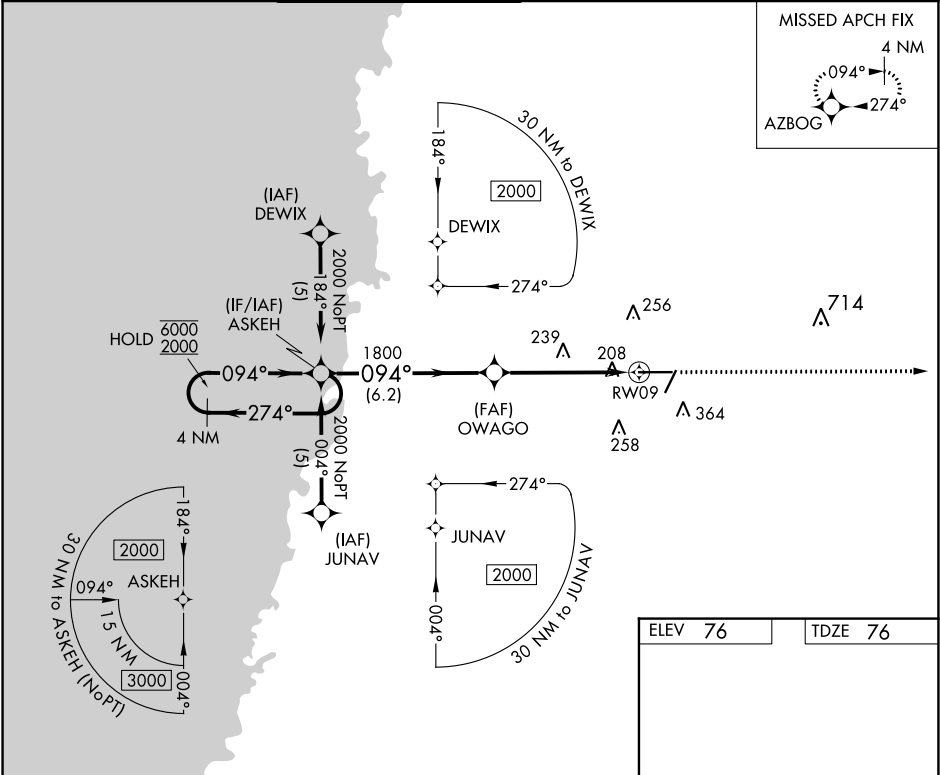 MISSED APCH FIX
4 NM
094°
274°
AZBOG
30 NM to DEWIX
184°
2000
DEWIX
274°
(IAF)
DEWIX
2000 NoPT
184°
(5)
(IF/IAF)
ASKEH
HOLD
6000
2000
094°
274°
4 NM
1800
094°
(6.2)
(FAF)
OWAGO
239
256
208
RW09
258
364
714
2000 NoPT
004°
(5)
(IAF)
JUNAV
274°
JUNAV
2000
004°
30 NM to JUNAV
184°
2000
ASKEH
094°
15 NM
3000
004°
30 NM to ASKEH (NoPT)
ELEV 76
TDZE 76